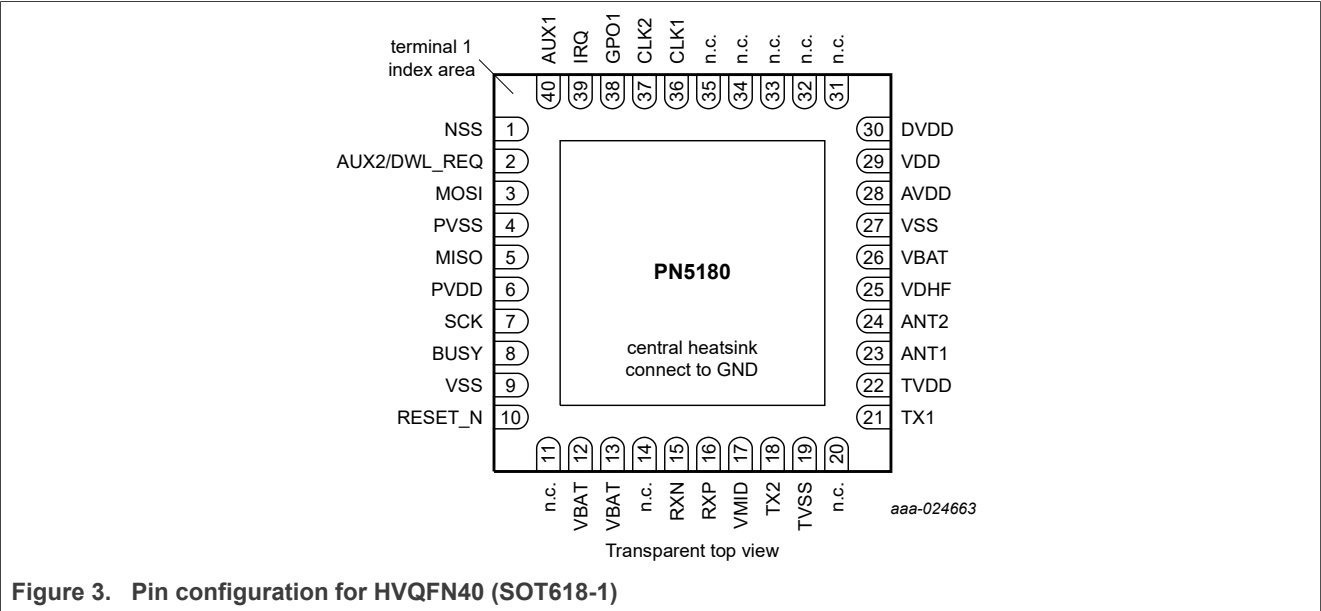 terminal 1
index area
AUX1
IRQ
GPO1
CLK2
CLK1
n.c.
n.c.
n.c.
n.c.
n.c.
40
39
38
37
36
35
34
33
32
31
NSS 1
AUX2/DWL_REQ 2
MOSI 3
PVSS 4
MISO 5
PVDD 6
SCK 7
BUSY 8
VSS 9
RESET_N 10
PN5180
central heatsink
connect to GND
30 DVDD
29 VDD
28 AVDD
27 VSS
26 VBAT
25 VDHF
24 ANT2
23 ANT1
22 TVDD
21 TX1
11
12
13
14
15
16
17
18
19
20
n.c.
VBAT
VBAT
n.c.
RXN
RXP
VMID
TX2
TVSS
n.c.
aaa-024663
Transparent top view
Figure 3. Pin configuration for HVQFN40 (SOT618-1)